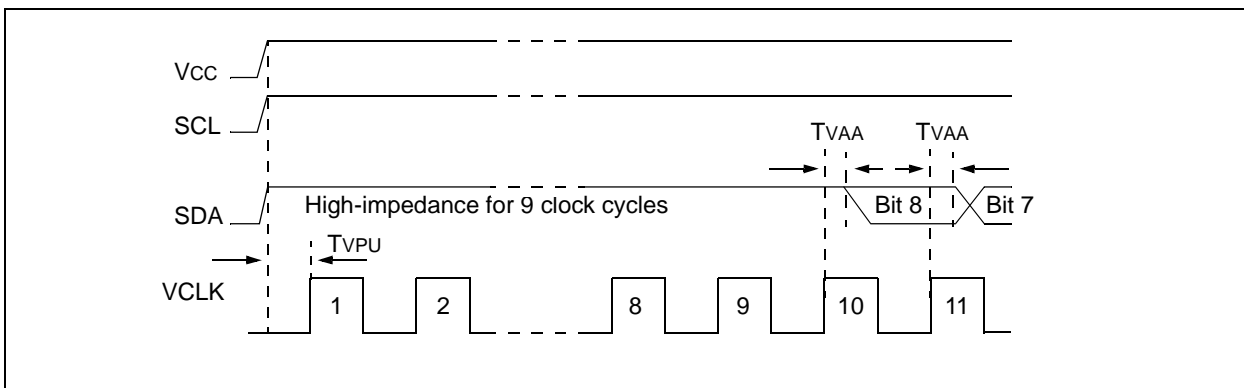 VCC
SCL
TVAA TVAA
SDA High-impedance for 9 clock cycles Bit 8 Bit 7
TVPU
VCLK
1 2 8 9 10 11